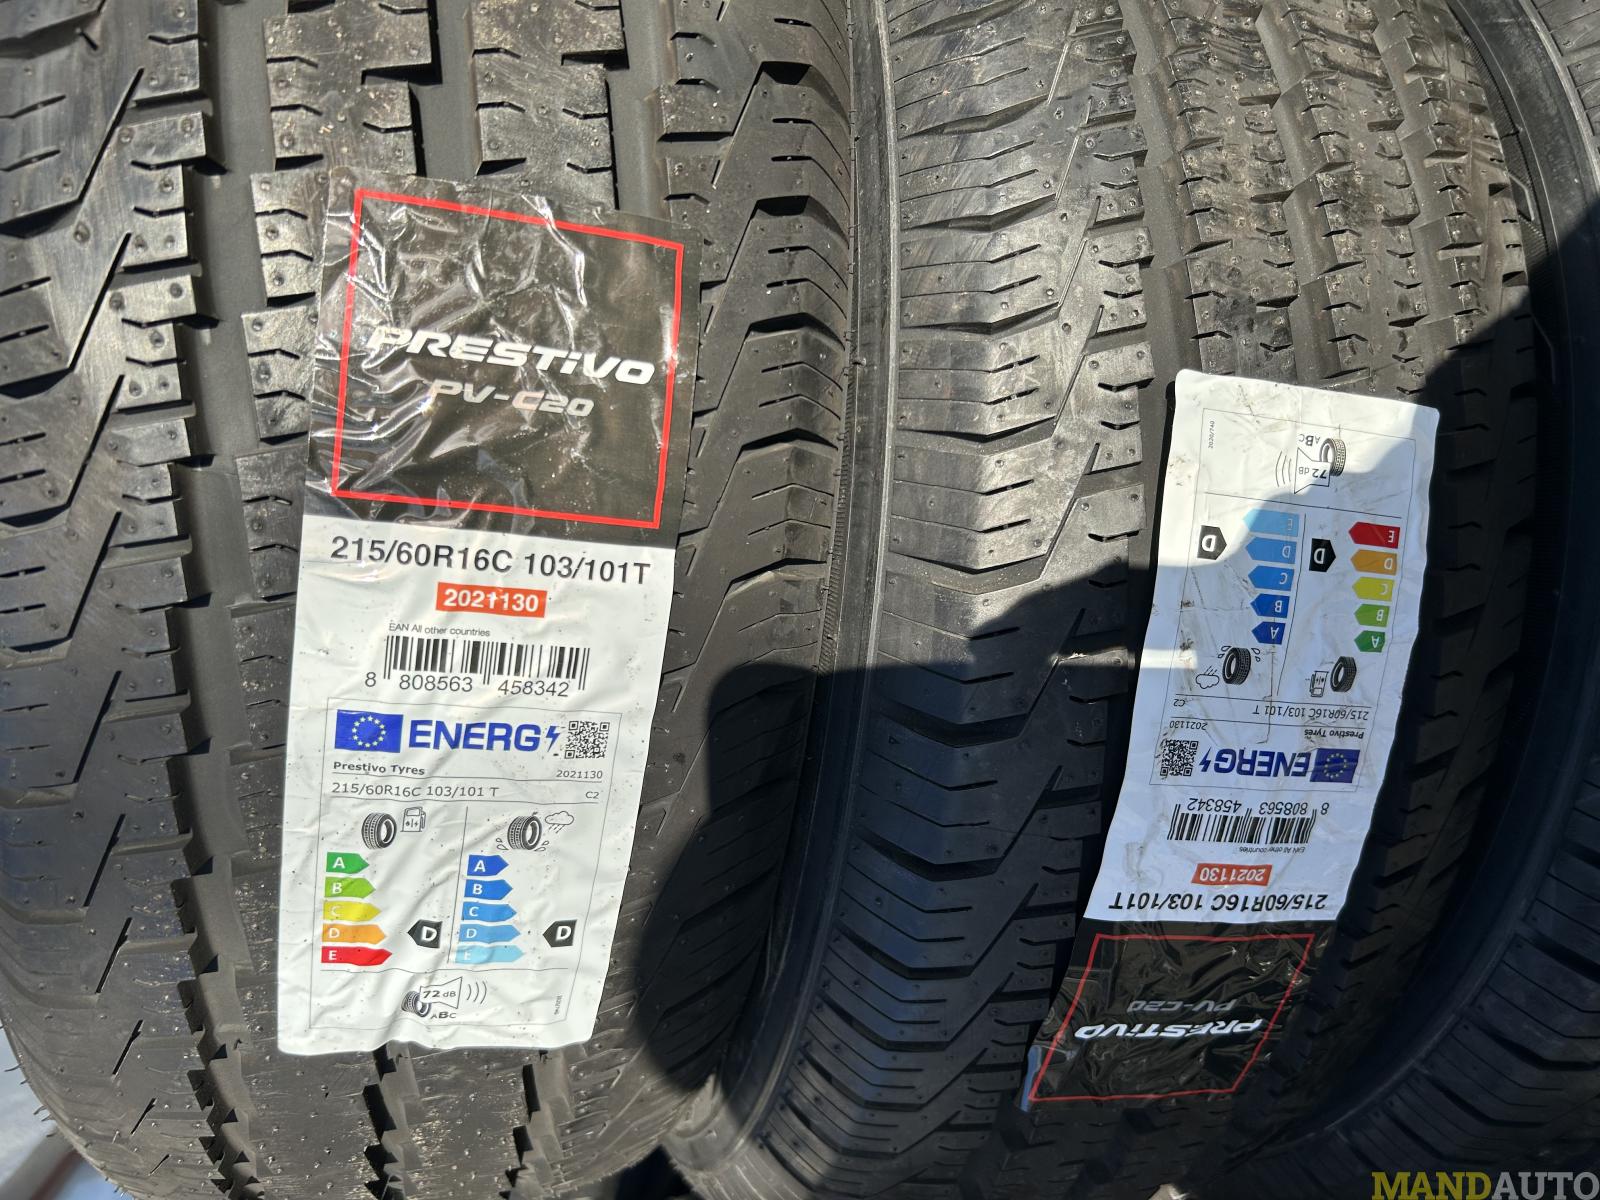 PRESTiVO
PV-C20
215/60R16C 103/101T
2021130
EAN All other countries
8 808563 458342
ENERG
Prestivo Tyres 2021130
215/60R16C 103/101 T C2
A A
B B
C C
D D D D
E E
72 dB
ABC
2020/740
ABC
72 dB
E E
D D D D
C C
B B
A A
215/60R16C 103/101 T C2
Prestivo Tyres 2021130
ENERG
8 808563 458342
EAN All other countries
2021130
215/60R16C 103/101T
PV-C20
PRESTiVO
MANDAUTO